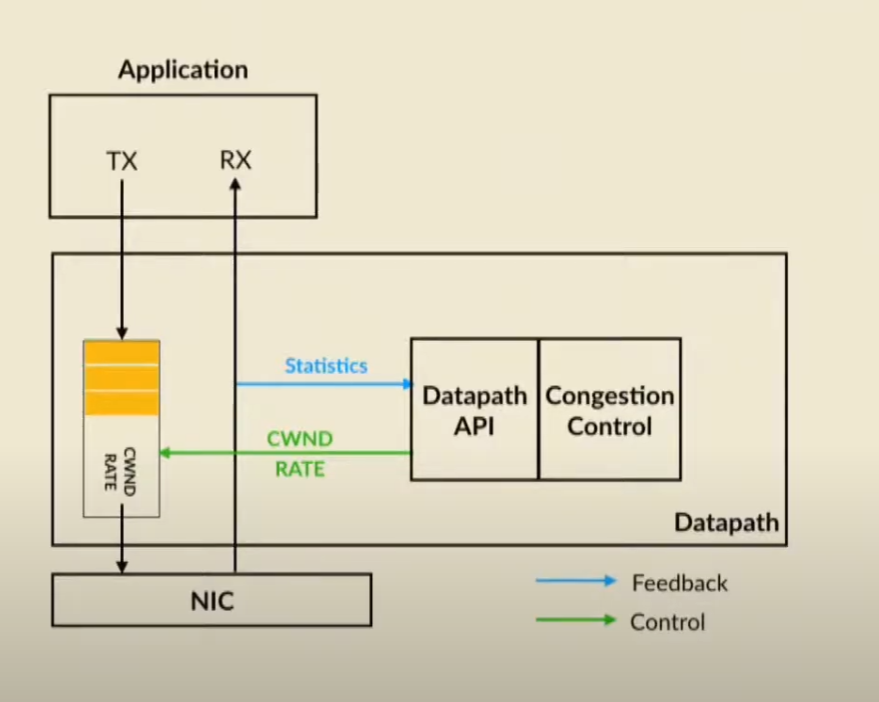 Application
TX
RX
Statistics
Datapath
API
Congestion
Control
CWND
RATE
CWND
RATE
Datapath
NIC
Feedback
Control